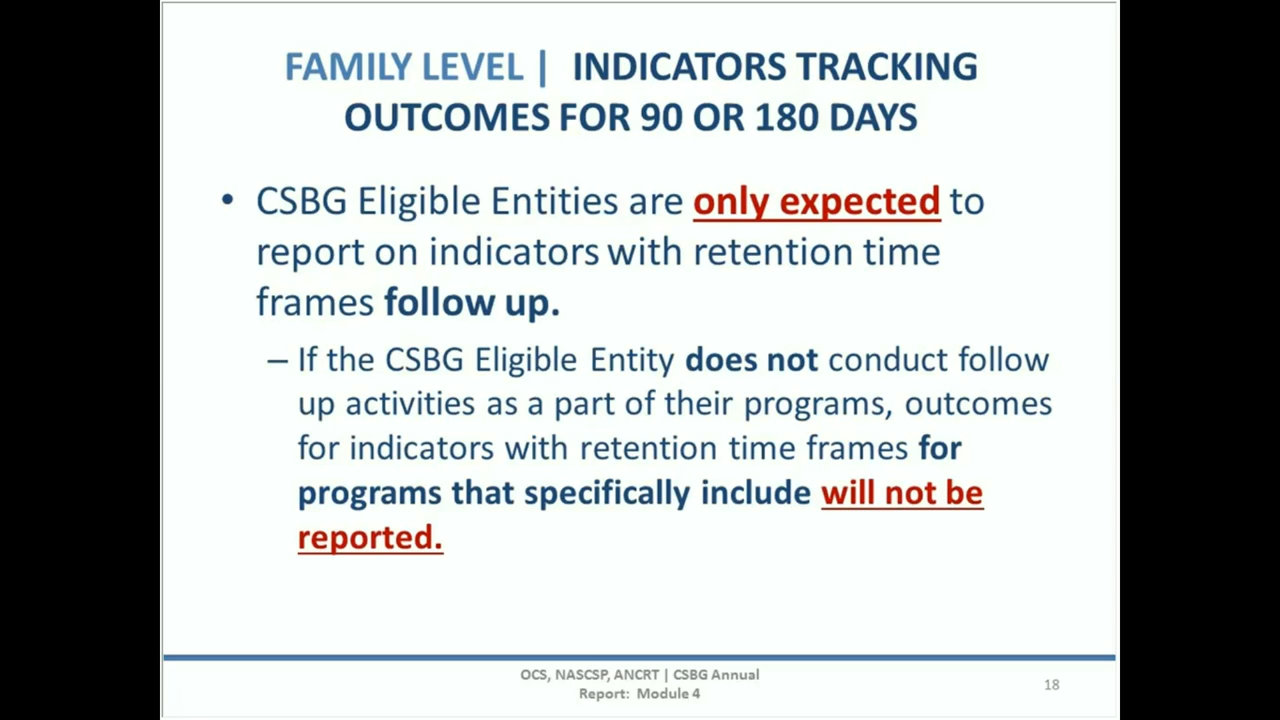 FAMILY LEVEL | INDICATORS TRACKING
OUTCOMES FOR 90 OR 180 DAYS
• CSBG Eligible Entities are only expected to
report on indicators with retention time
frames follow up.
– If the CSBG Eligible Entity does not conduct follow
up activities as a part of their programs, outcomes
for indicators with retention time frames for
programs that specifically include will not be
reported.
OCS, NASCSP, ANCRT | CSBG Annual
Report: Module 4
18